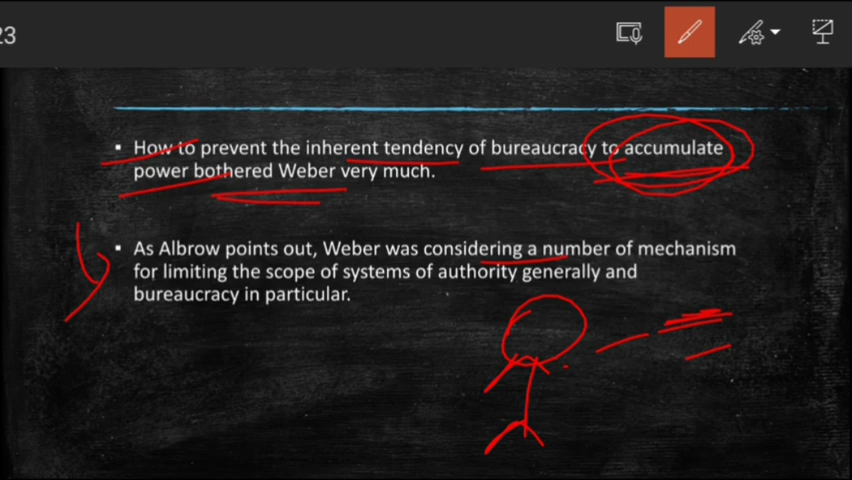 23
▪ How to prevent the inherent tendency of bureaucracy to accumulate
power bothered Weber very much.
▪ As Albrow points out, Weber was considering a number of mechanism
for limiting the scope of systems of authority generally and
bureaucracy in particular.